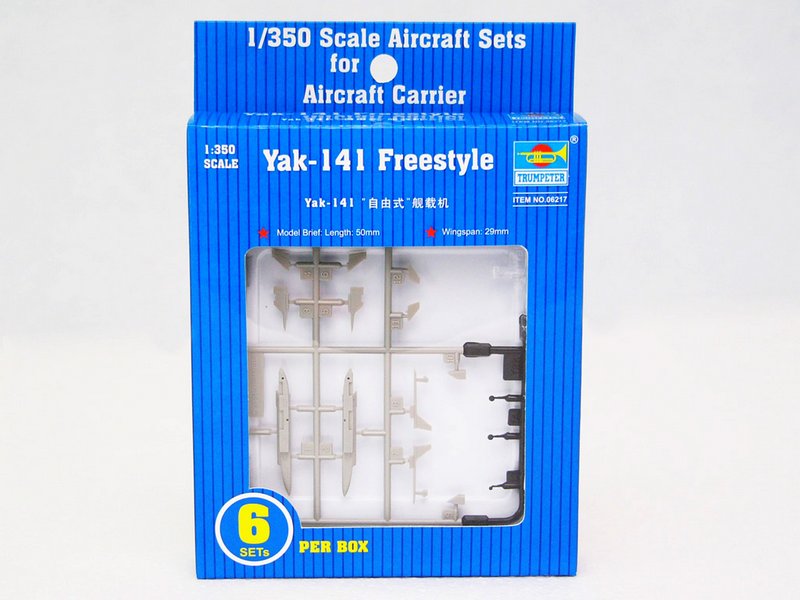 1/350 Scale Aircraft Sets
for
Aircraft Carrier
1:350
SCALE
Yak-141 Freestyle
TRUMPETER
®
Yak-141 "自由式"舰载机
ITEM NO.06217
Model Brief: Length: 50mm
Wingspan: 29mm
6
SETs
PER BOX